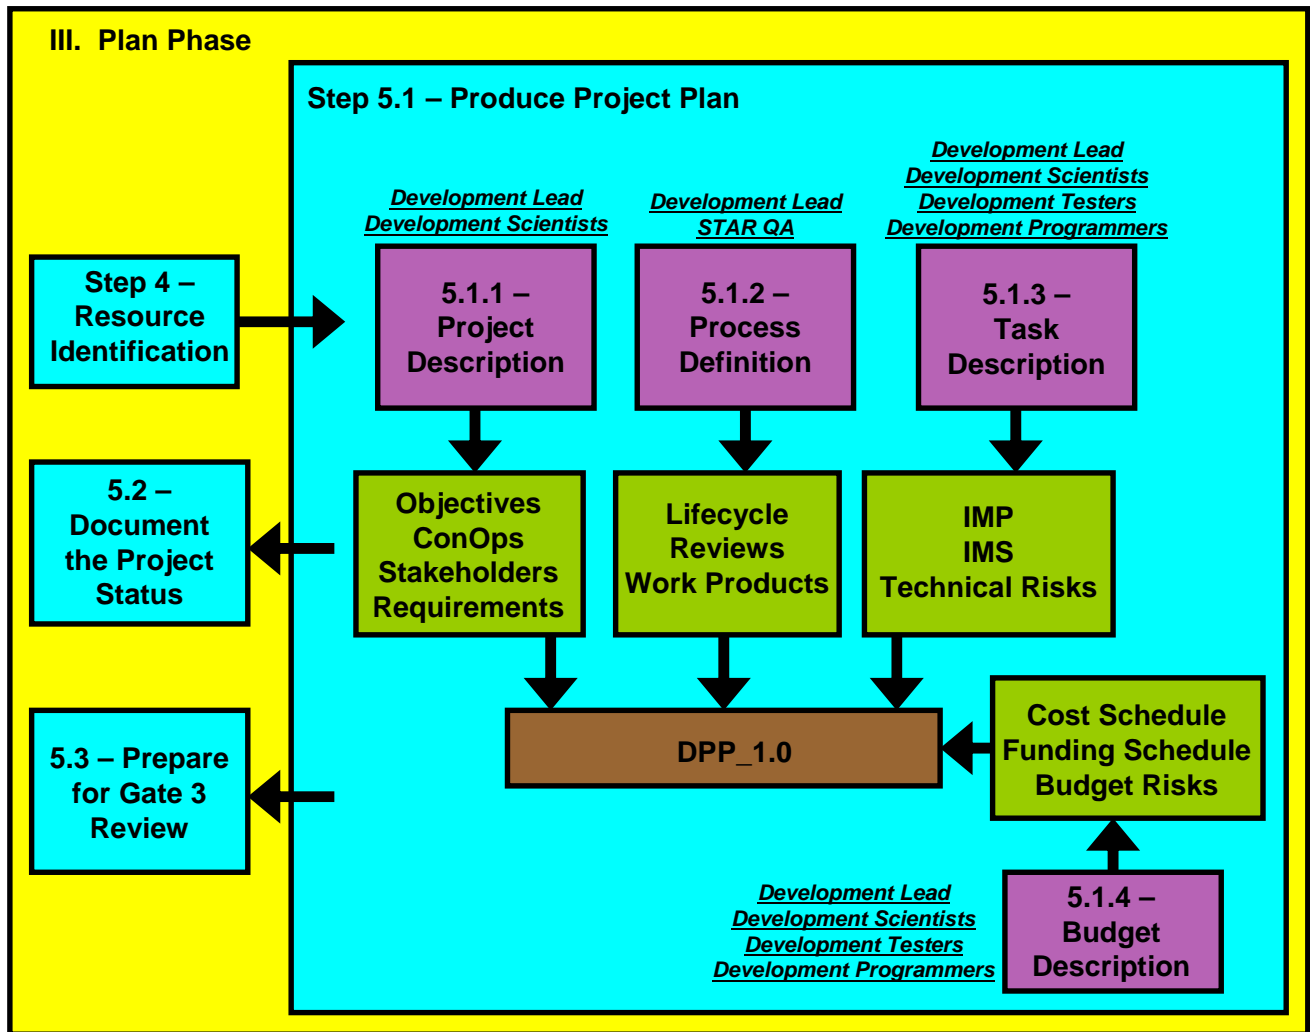 III. Plan Phase
Step 5.1 – Produce Project Plan
Development Lead
Development Scientists
Development Lead
STAR QA
Development Lead
Development Scientists
Development Testers
Development Programmers
Step 4 –
Resource
Identification
5.1.1 –
Project
Description
5.1.2 –
Process
Definition
5.1.3 –
Task
Description
5.2 –
Document
the Project
Status
Objectives
ConOps
Stakeholders
Requirements
Lifecycle
Reviews
Work Products
IMP
IMS
Technical Risks
5.3 – Prepare
for Gate 3
Review
DPP_1.0
Cost Schedule
Funding Schedule
Budget Risks
Development Lead
Development Scientists
Development Testers
Development Programmers
5.1.4 –
Budget
Description